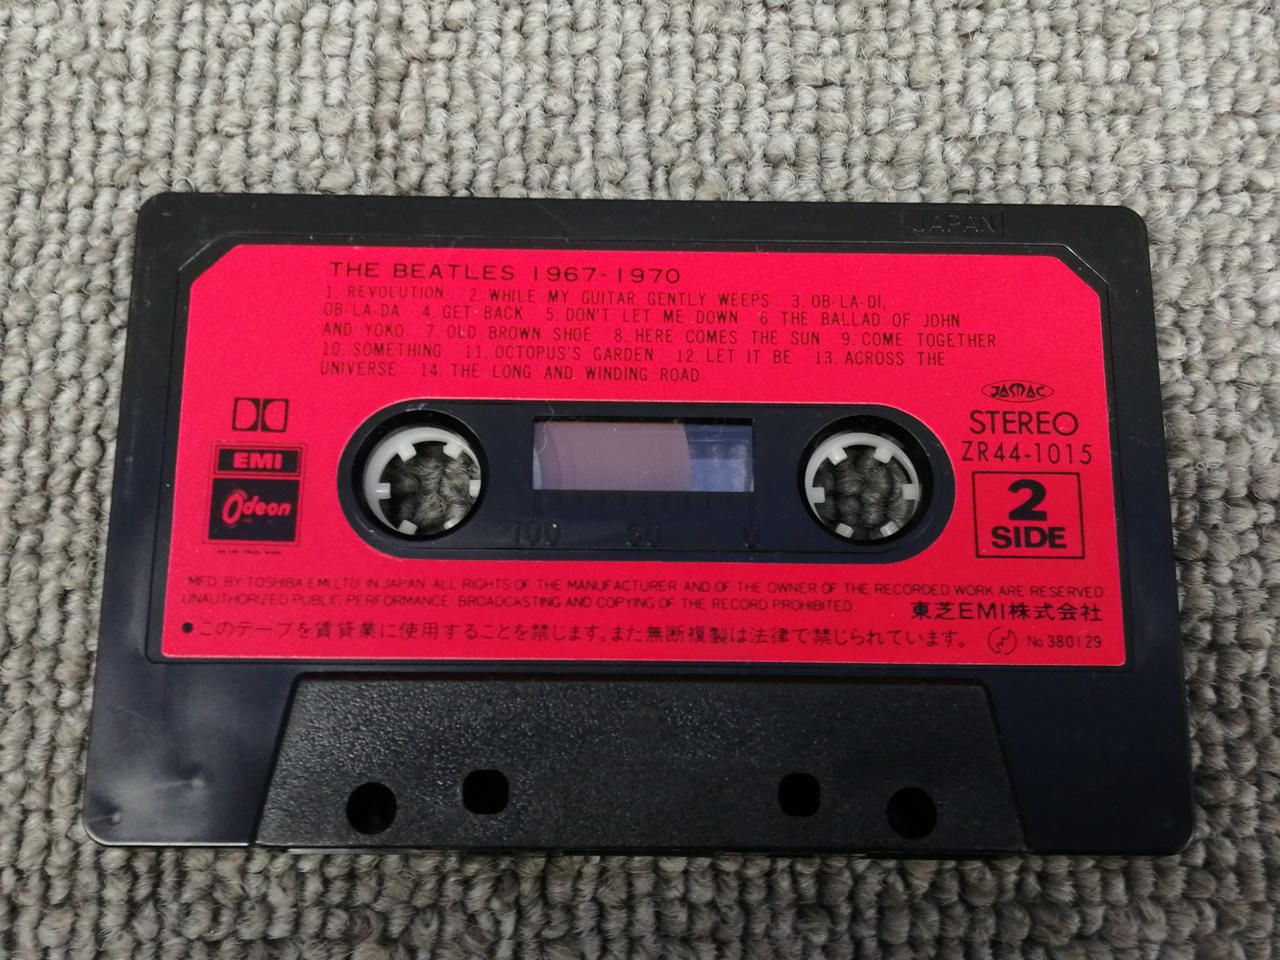 JAPAN
THE BEATLES 1967-1970
1. REVOLUTION 2. WHILE MY GUITAR GENTLY WEEPS 3. OB-LA-DI,
OB-LA-DA 4. GET BACK 5. DON'T LET ME DOWN 6. THE BALLAD OF JOHN
AND YOKO 7. OLD BROWN SHOE 8. HERE COMES THE SUN 9. COME TOGETHER
10. SOMETHING 11. OCTOPUS'S GARDEN 12. LET IT BE 13. ACROSS THE
UNIVERSE 14. THE LONG AND WINDING ROAD
JASRAC
STEREO
ZR44-1015
EMI
Odeon
2
SIDE
100 50 0
MFD. BY TOSHIBA-EMI LTD. IN JAPAN ALL RIGHTS OF THE MANUFACTURER AND OF THE OWNER OF THE RECORDED WORK ARE RESERVED
UNAUTHORIZED PUBLIC PERFORMANCE BROADCASTING AND COPYING OF THE RECORD PROHIBITED
東芝EMI株式会社
●このテープを賃貸業に使用することを禁じます。また無断複製は法律で禁じられています。
No.380129